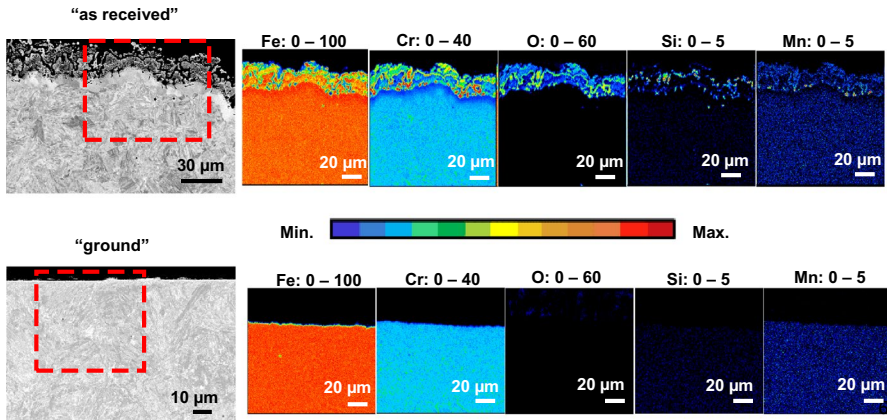 “as received”
Fe: 0 – 100 Cr: 0 – 40 O: 0 – 60 Si: 0 – 5 Mn: 0 – 5
30 µm 20 µm 20 µm 20 µm 20 µm 20 µm
Min. Max.
“ground”
Fe: 0 – 100 Cr: 0 – 40 O: 0 – 60 Si: 0 – 5 Mn: 0 – 5
10 µm 20 µm 20 µm 20 µm 20 µm 20 µm